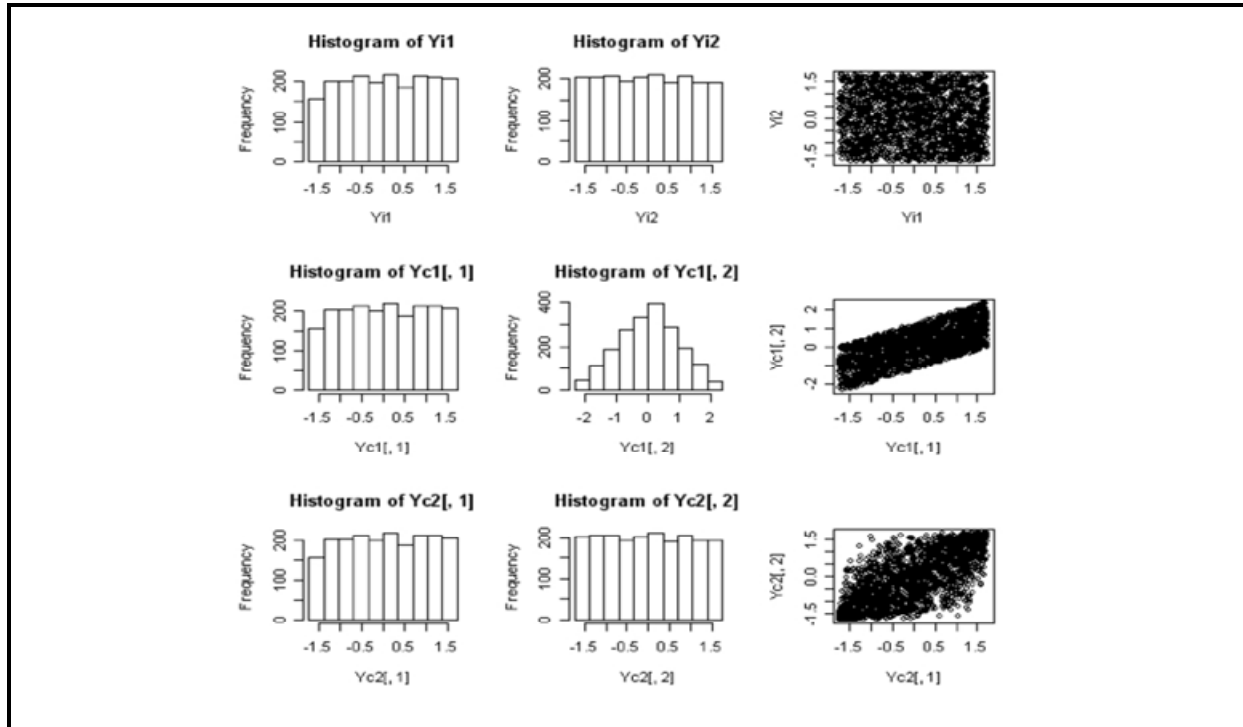 Histogram of Yi1
Frequency
0 100 200
-1.5 -0.5 0.5 1.5
Yi1
Histogram of Yi2
Frequency
0 100 200
-1.5 -0.5 0.5 1.5
Yi2
Yi2
-1.5 0.0 1.5
-1.5 -0.5 0.5 1.5
Yi1
Histogram of Yc1[, 1]
Frequency
0 100 200
-1.5 -0.5 0.5 1.5
Yc1[, 1]
Histogram of Yc1[, 2]
Frequency
0 200 400
-2 -1 0 1 2
Yc1[, 2]
Yc1[, 2]
-2 0 1 2
-1.5 -0.5 0.5 1.5
Yc1[, 1]
Histogram of Yc2[, 1]
Frequency
0 100 200
-1.5 -0.5 0.5 1.5
Yc2[, 1]
Histogram of Yc2[, 2]
Frequency
0 100 200
-1.5 -0.5 0.5 1.5
Yc2[, 2]
Yc2[, 2]
-1.5 0.0 1.5
-1.5 -0.5 0.5 1.5
Yc2[, 1]